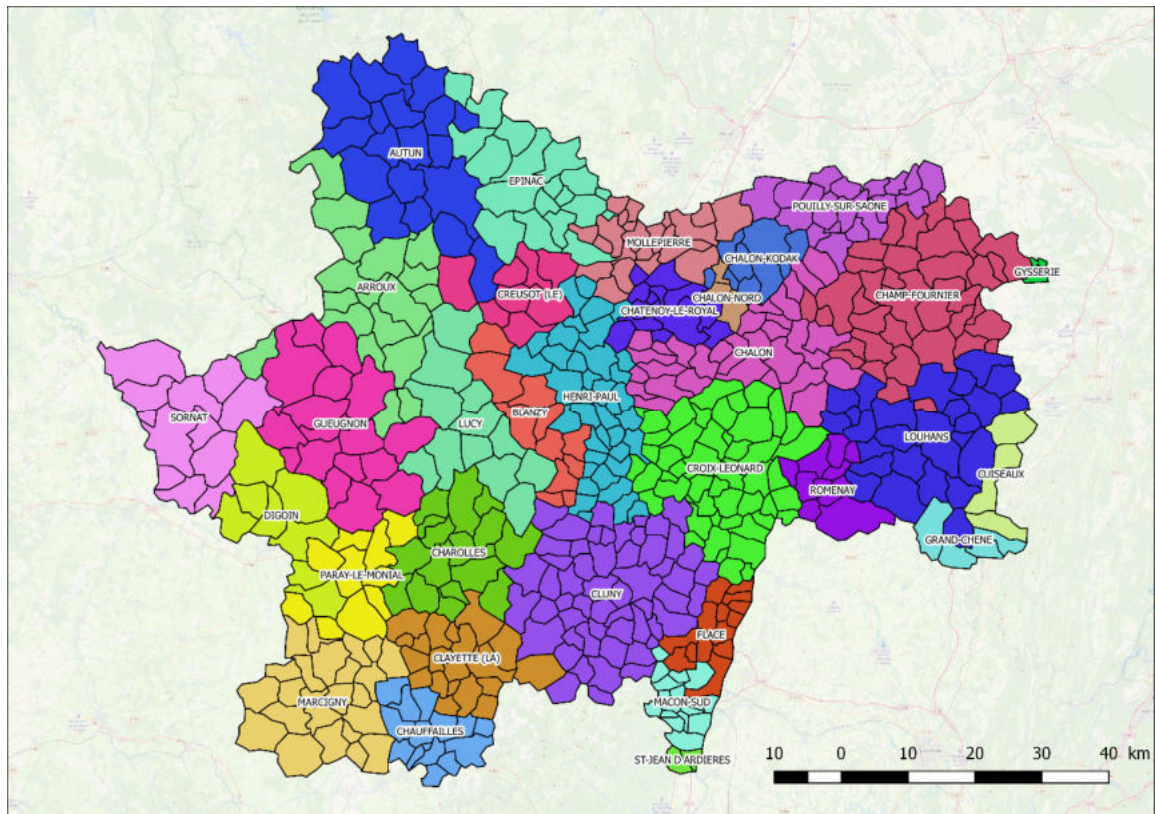 AUTUN
EPINAC
POUILLY-SUR-SAONE
MOLLEPIERRE
CHALON-KODAK
GYSSERIE
ARROUX
CREUSOT (LE)
CHAMP-FOURNIER
CHALON-NORD
CHATENOY-LE-ROYAL
CHALON
HENRI-PAUL
SORNAT
BLANZY
GUEUGNON
LUCY
LOUHANS
CROIX-LEONARD
CUISEAUX
ROMENAY
DIGOIN
GRAND-CHENE
CHAROLLES
PARAY-LE-MONIAL
CLUNY
FLACE
CLAYETTE (LA)
MARCIGNY
MACON-SUD
CHAUFFAILLES
ST-JEAN D ARDIERES
10 0 10 20 30 40 km